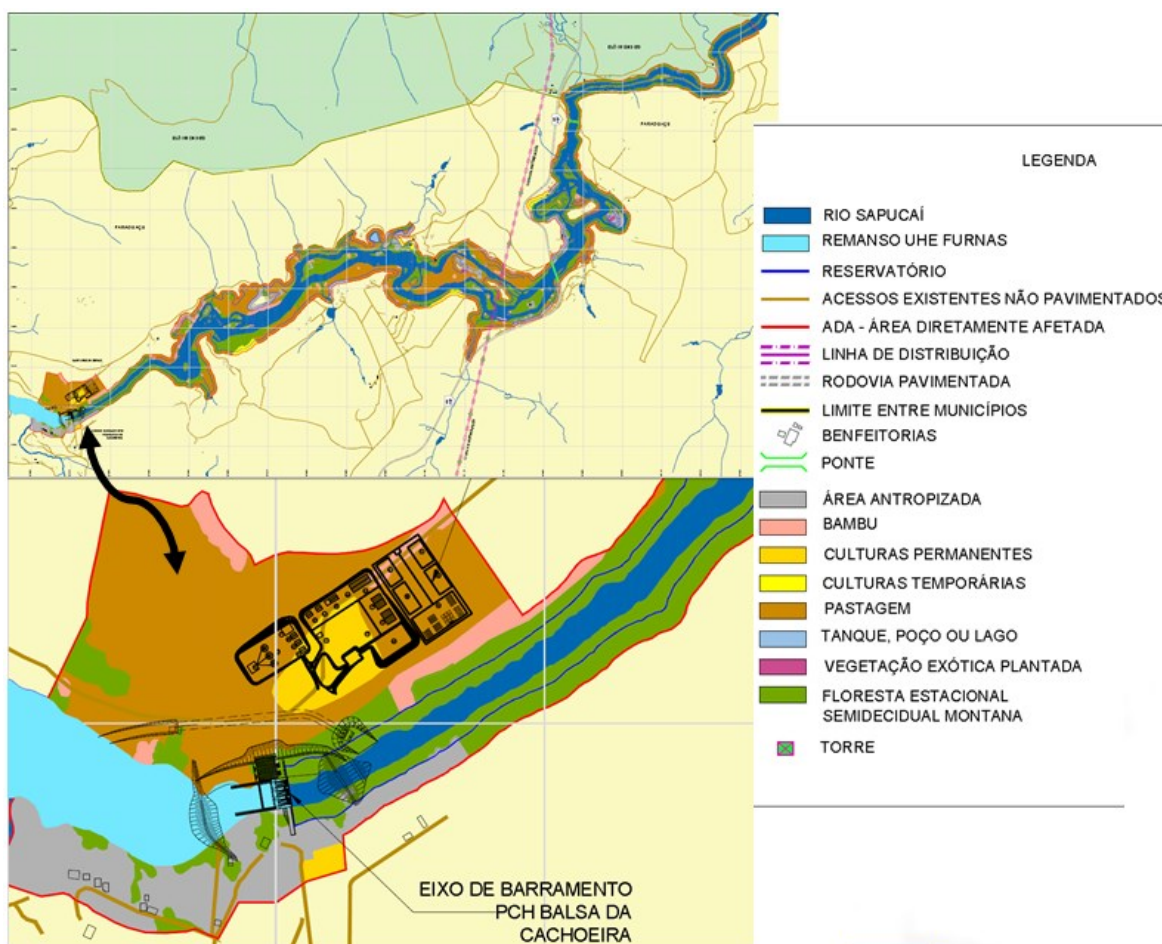 PARAGUAÇU
PARAGUAÇU
LEGENDA
RIO SAPUCAÍ
REMANSO UHE FURNAS
RESERVATÓRIO
ACESSOS EXISTENTES NÃO PAVIMENTADOS
ADA - ÁREA DIRETAMENTE AFETADA
LINHA DE DISTRIBUIÇÃO
RODOVIA PAVIMENTADA
LIMITE ENTRE MUNICÍPIOS
BENFEITORIAS
PONTE
ÁREA ANTROPIZADA
BAMBU
CULTURAS PERMANENTES
CULTURAS TEMPORÁRIAS
PASTAGEM
TANQUE, POÇO OU LAGO
VEGETAÇÃO EXÓTICA PLANTADA
FLORESTA ESTACIONAL
SEMIDECIDUAL MONTANA
TORRE
EIXO DE BARRAMENTO
PCH BALSA DA
CACHOEIRA